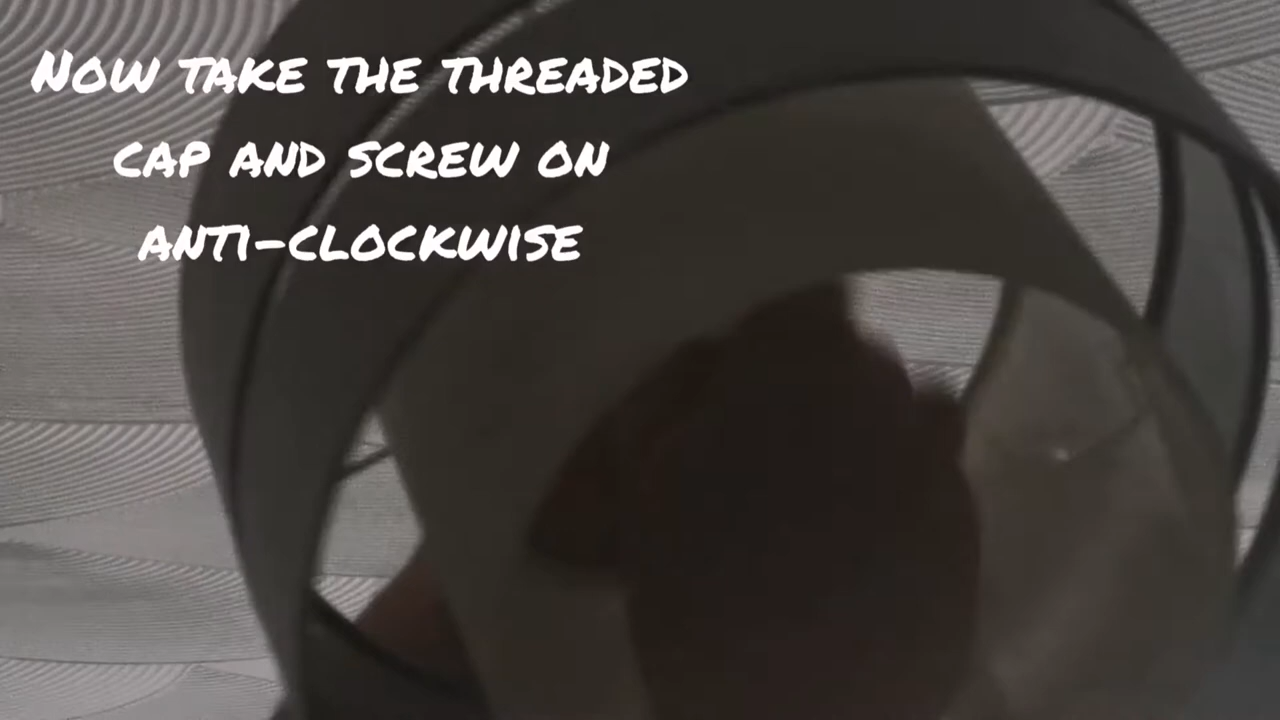 Now take the threaded
cap and screw on
anti-clockwise